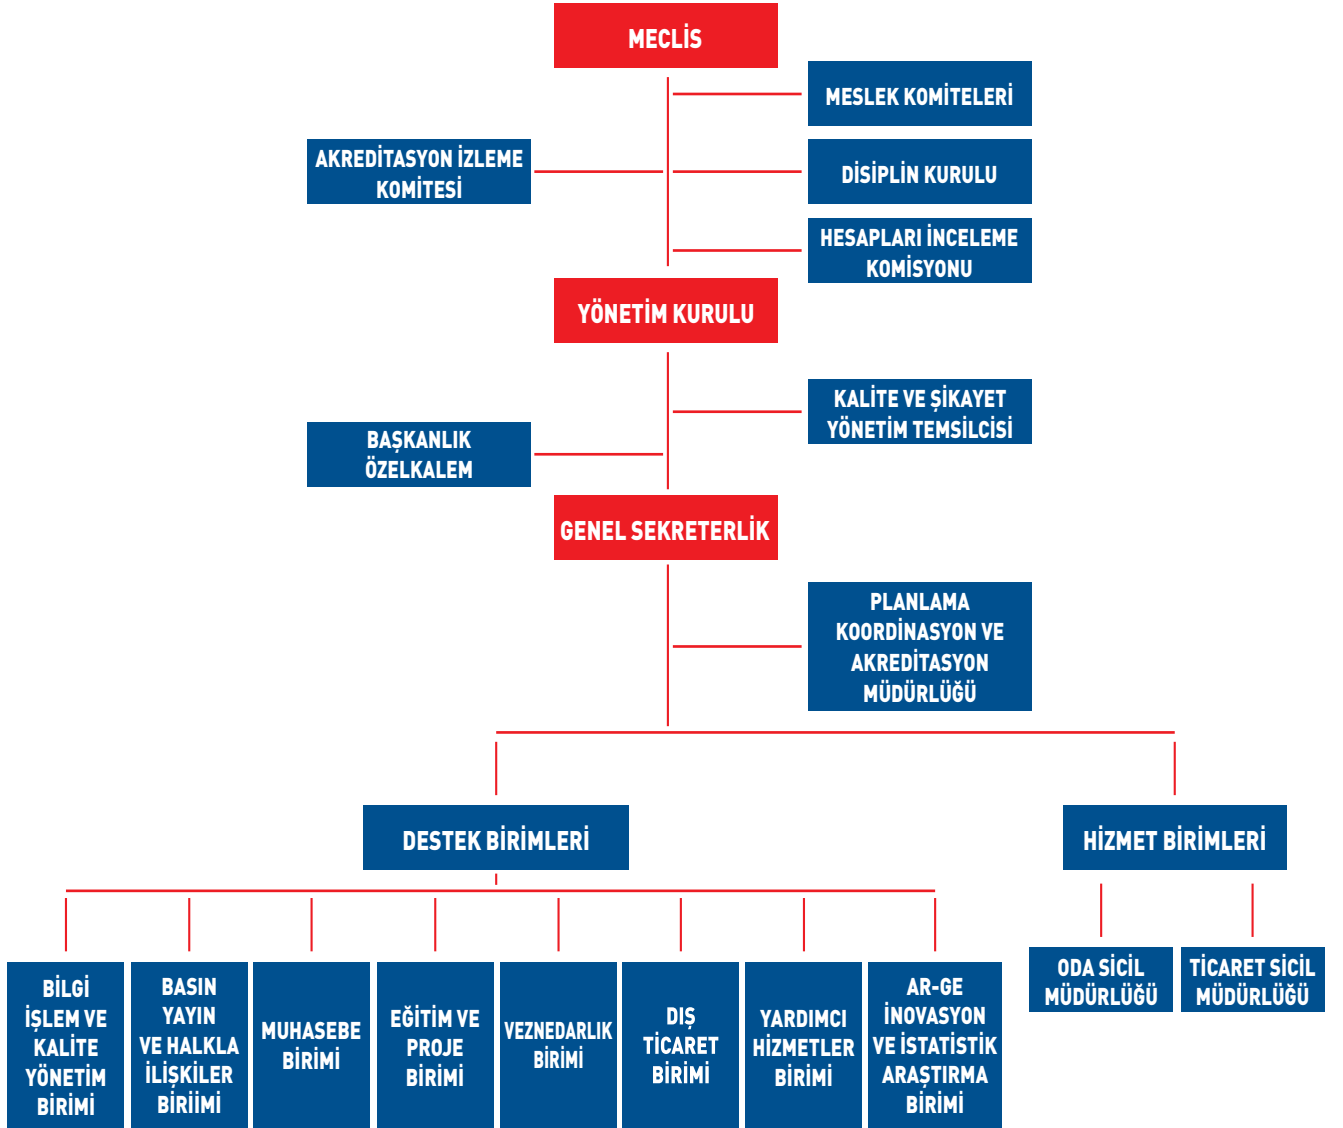 MECLİS
MESLEK KOMİTELERİ
AKREDİTASYON İZLEME
KOMİTESİ
DİSİPLİN KURULU
HESAPLARI İNCELEME
KOMİSYONU
YÖNETİM KURULU
KALİTE VE ŞİKAYET
YÖNETİM TEMSİLCİSİ
BAŞKANLIK
ÖZELKALEM
GENEL SEKRETERLİK
PLANLAMA
KOORDİNASYON VE
AKREDİTASYON
MÜDÜRLÜĞÜ
DESTEK BİRİMLERİ
HİZMET BİRİMLERİ
BİLGİ
İŞLEM VE
KALİTE
YÖNETİM
BİRİMİ
BASIN
YAYIN
VE HALKLA
İLİŞKİLER
BİRİİMİ
MUHASEBE
BİRİMİ
EĞİTİM VE
PROJE
BİRİMİ
VEZNEDARLIK
BİRİMİ
DIŞ
TİCARET
BİRİMİ
YARDIMCI
HİZMETLER
BİRİMİ
AR-GE
İNOVASYON
VE İSTATİSTİK
ARAŞTIRMA
BİRİMİ
ODA SİCİL
MÜDÜRLÜĞÜ
TİCARET SİCİL
MÜDÜRLÜĞÜ